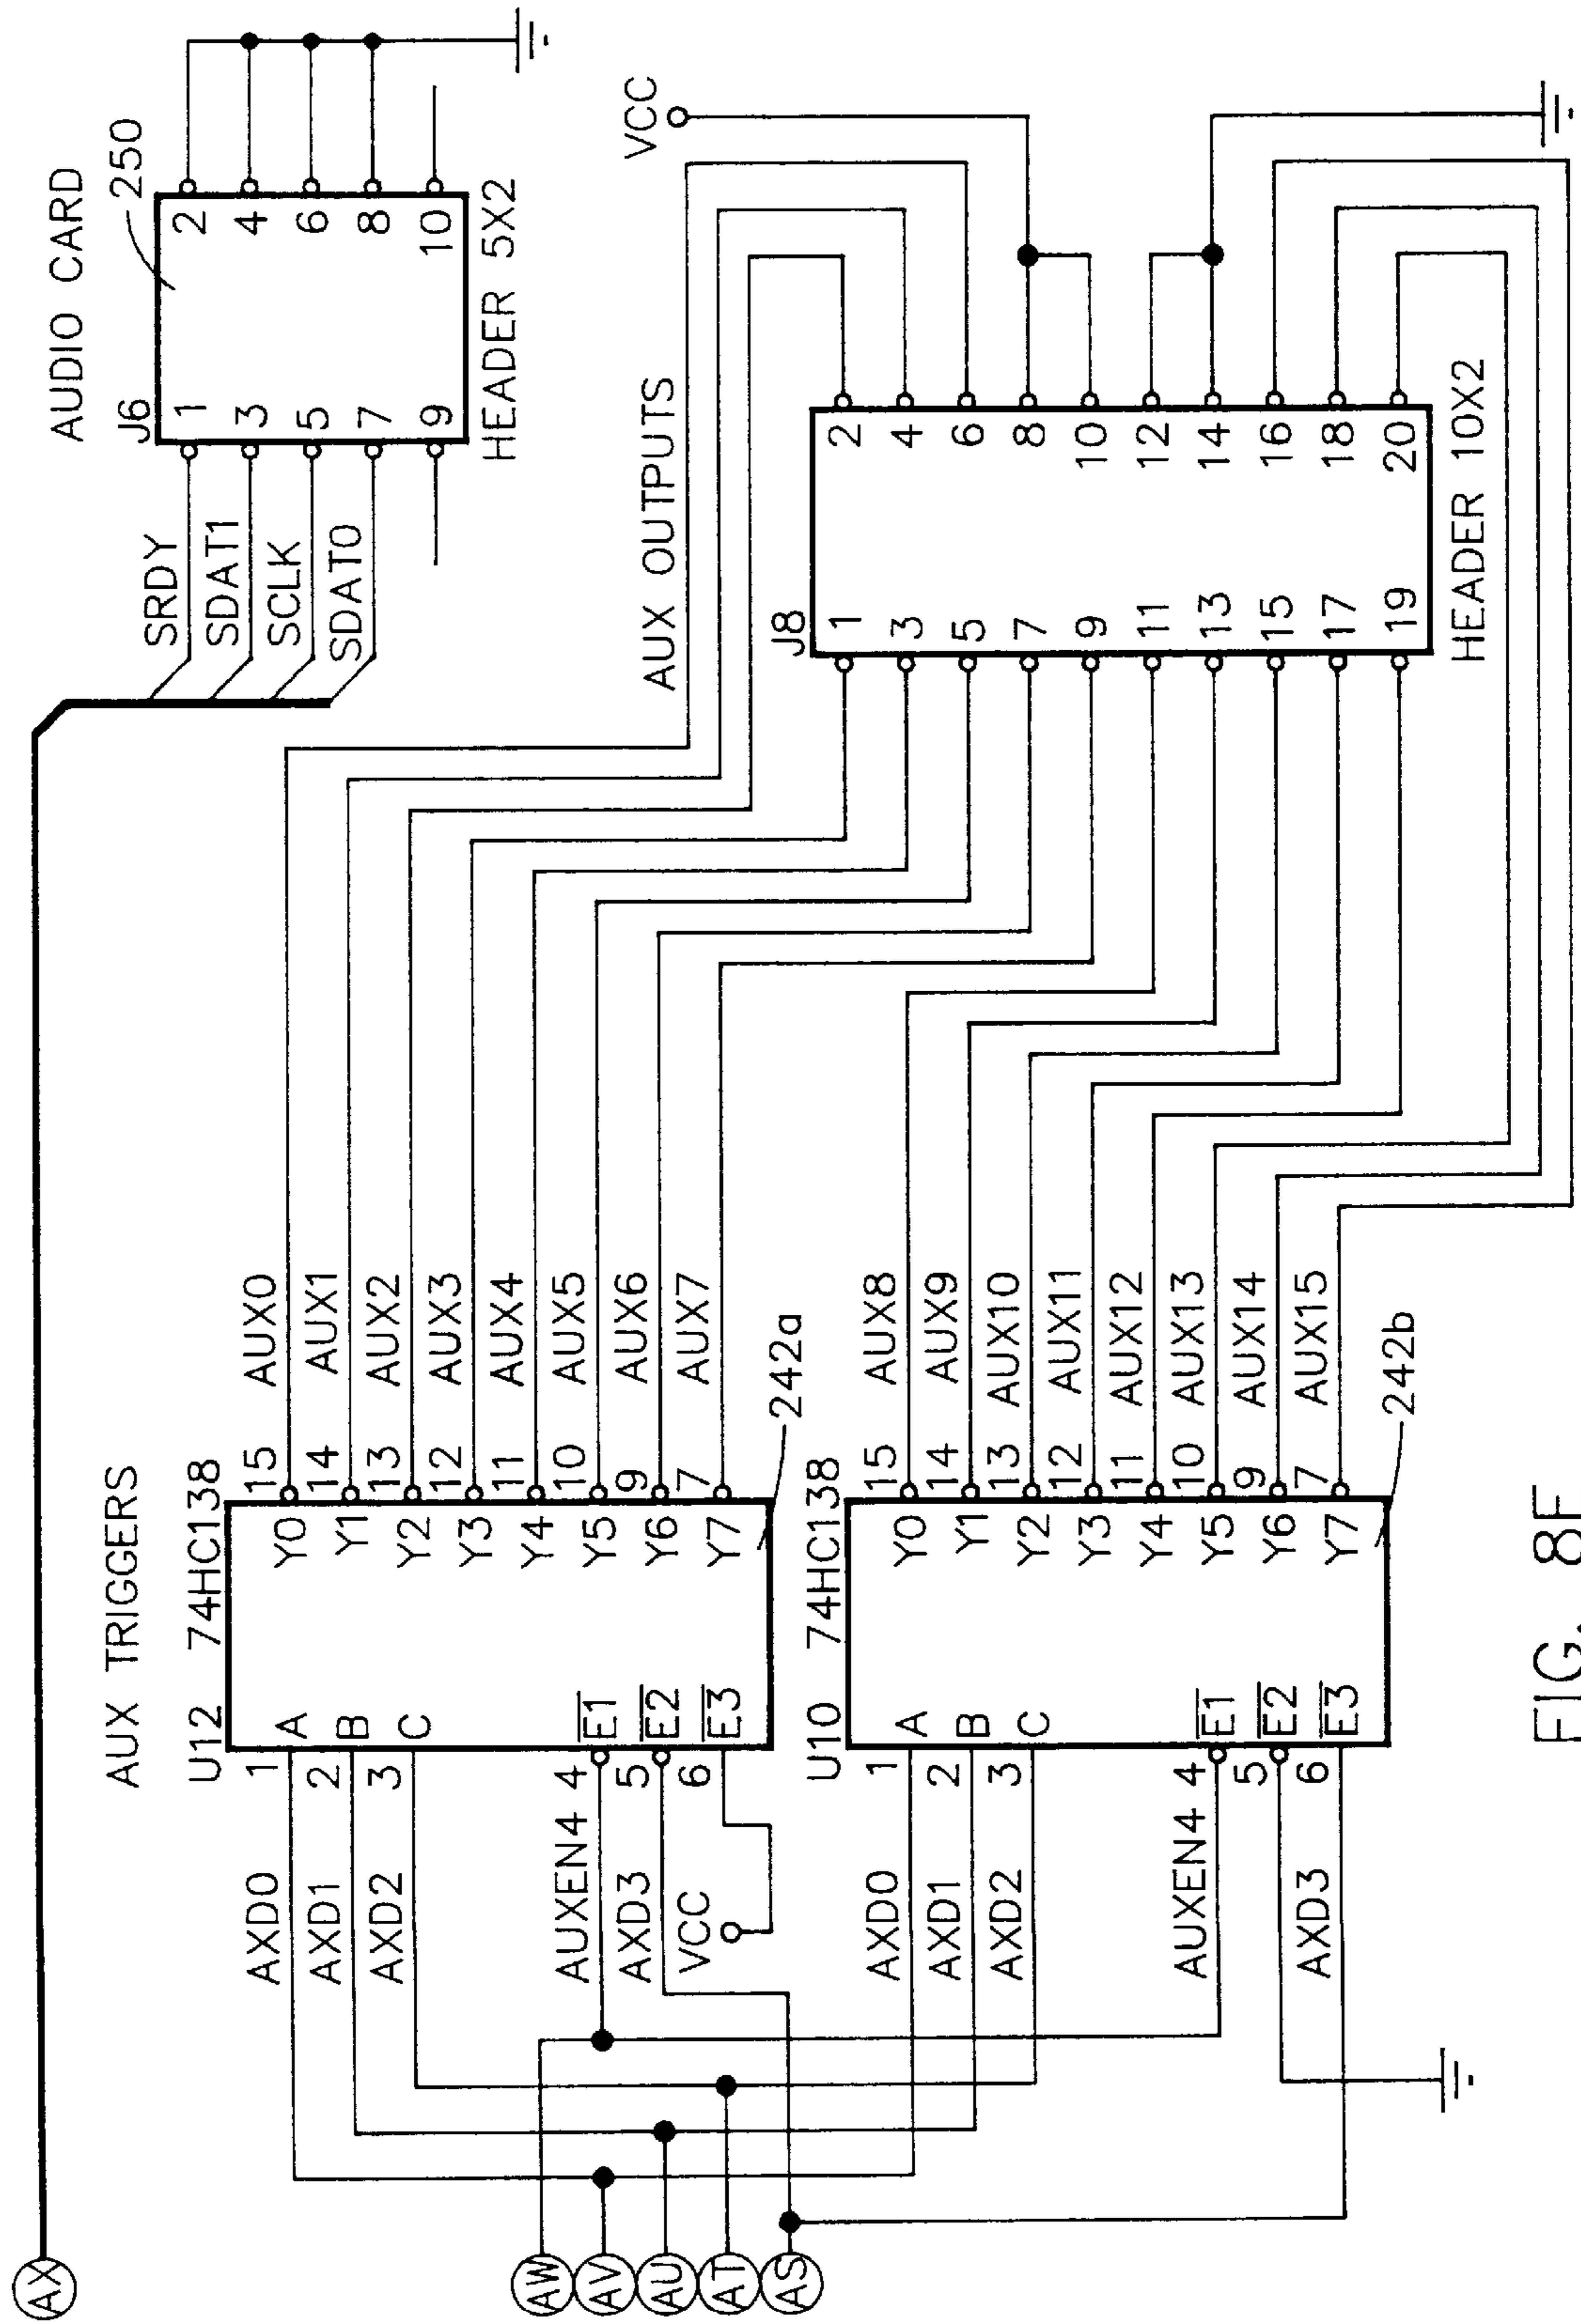 AX
AUDIO CARD
250
J6
SRDY
SDAT1
SCLK
SDAT0
1 2
3 4
5 6
7 8
9 10
HEADER 5X2
AUX TRIGGERS
U12 74HC138
AXD0 1 A Y0 15 AUX0
AXD1 2 B Y1 14 AUX1
AXD2 3 C Y2 13 AUX2
Y3 12 AUX3
Y4 11 AUX4
AUXEN4 4 E1 Y5 10 AUX5
AXD3 5 E2 Y6 9 AUX6
VCC 6 E3 Y7 7 AUX7
242a
AW
AV
AU
AT
AS
U10 74HC138
AXD0 1 A Y0 15 AUX8
AXD1 2 B Y1 14 AUX9
AXD2 3 C Y2 13 AUX10
Y3 12 AUX11
Y4 11 AUX12
AUXEN4 4 E1 Y5 10 AUX13
5 E2 Y6 9 AUX14
AXD3 6 E3 Y7 7 AUX15
242b
AUX OUTPUTS
VCC
J8
1 2
3 4
5 6
7 8
9 10
11 12
13 14
15 16
17 18
19 20
HEADER 10X2